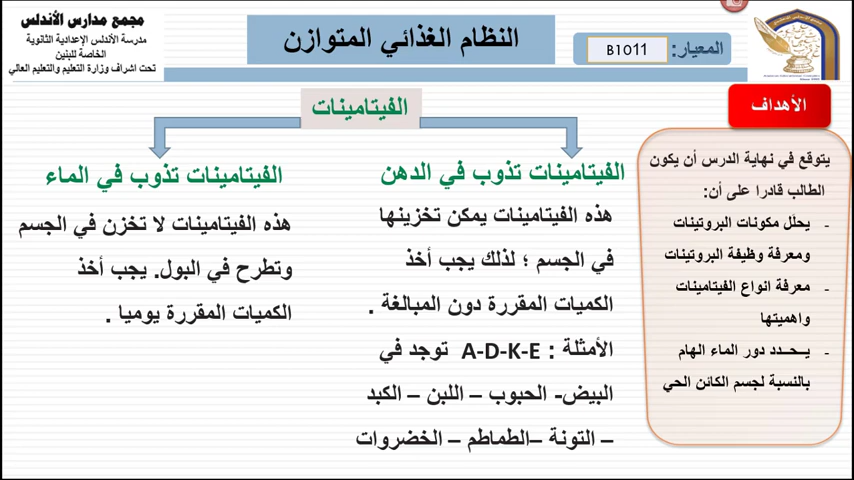 مجمع مدارس الأندلس
مدرسة الأندلس الإعدادية الثانوية
الخاصة للبنين
تحت اشراف وزارة التعليم والتعليم العالي
النظام الغذائي المتوازن
المعيار:
B1011
الأهداف
يتوقع في نهاية الدرس أن يكون
الطالب قادرا على أن:
- يحلل مكونات البروتينات
ومعرفة وظيفة البروتينات
- معرفة انواع الفيتامينات
واهميتها
- يـــحـــدد دور الماء الهام
بالنسبة لجسم الكائن الحي
الفيتامينات
الفيتامينات تذوب في الدهن
هذه الفيتامينات يمكن تخزينها
في الجسم ؛ لذلك يجب أخذ
الكميات المقررة دون المبالغة .
الأمثلة : A-D-K-E توجد في
البيض- الحبوب – اللبن – الكبد
– التونة –الطماطم – الخضروات
الفيتامينات تذوب في الماء
هذه الفيتامينات لا تخزن في الجسم
وتطرح في البول. يجب أخذ
الكميات المقررة يوميا .